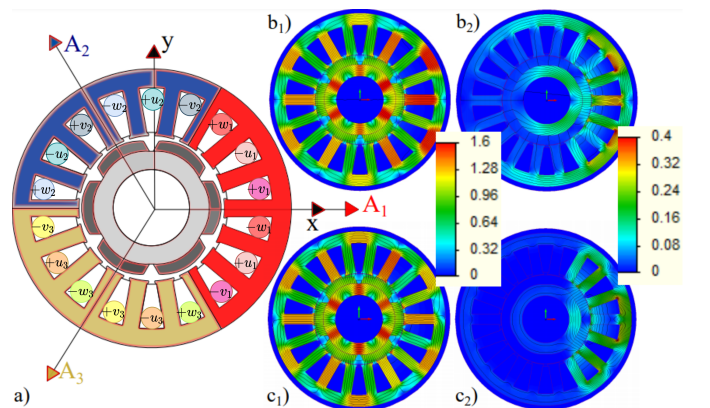 b₁)
b₂)
A₂
y
−w₂
+u₂
−v₂
+v₂
+w₁
−u₂
−u₁
+w₂
+v₁
x
A₁
−v₃
−w₁
+u₃
+u₁
−w₃
−v₁
+v₃
−u₃
+w₃
A₃
a)
1.6
1.28
0.96
0.64
0.32
0
0.4
0.32
0.24
0.16
0.08
0
c₁)
c₂)